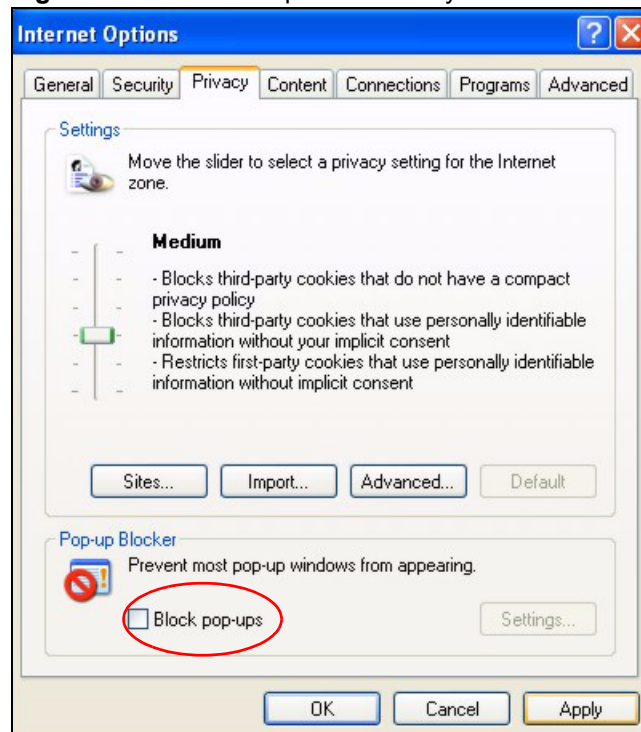 Internet Options
General Security Privacy Content Connections Programs Advanced
Settings
Move the slider to select a privacy setting for the Internet
zone.
Medium
- Blocks third-party cookies that do not have a compact
privacy policy
- Blocks third-party cookies that use personally identifiable
information without your implicit consent
- Restricts first-party cookies that use personally identifiable
information without implicit consent
Sites... Import... Advanced... Default
Pop-up Blocker
Prevent most pop-up windows from appearing.
Block pop-ups Settings...
OK Cancel Apply